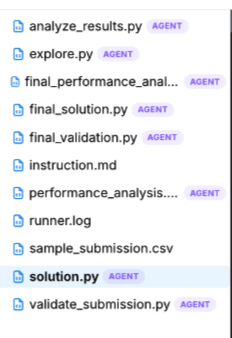 analyze_results.py AGENT
explore.py AGENT
final_performance_anal... AGENT
final_solution.py AGENT
final_validation.py AGENT
instruction.md
performance_analysis.... AGENT
runner.log
sample_submission.csv
solution.py AGENT
validate_submission.py AGENT